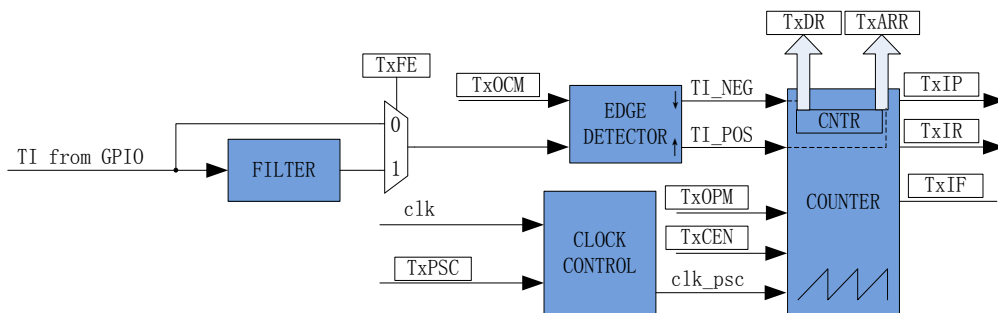 TxDR
TxARR
TxFE
TxOCM
TI_NEG
TxIP
EDGE
DETECTOR
CNTR
0
TI_POS
TxIR
TI from GPIO
FILTER
1
TxIF
TxOPM
COUNTER
clk
CLOCK
CONTROL
TxCEN
TxPSC
clk_psc